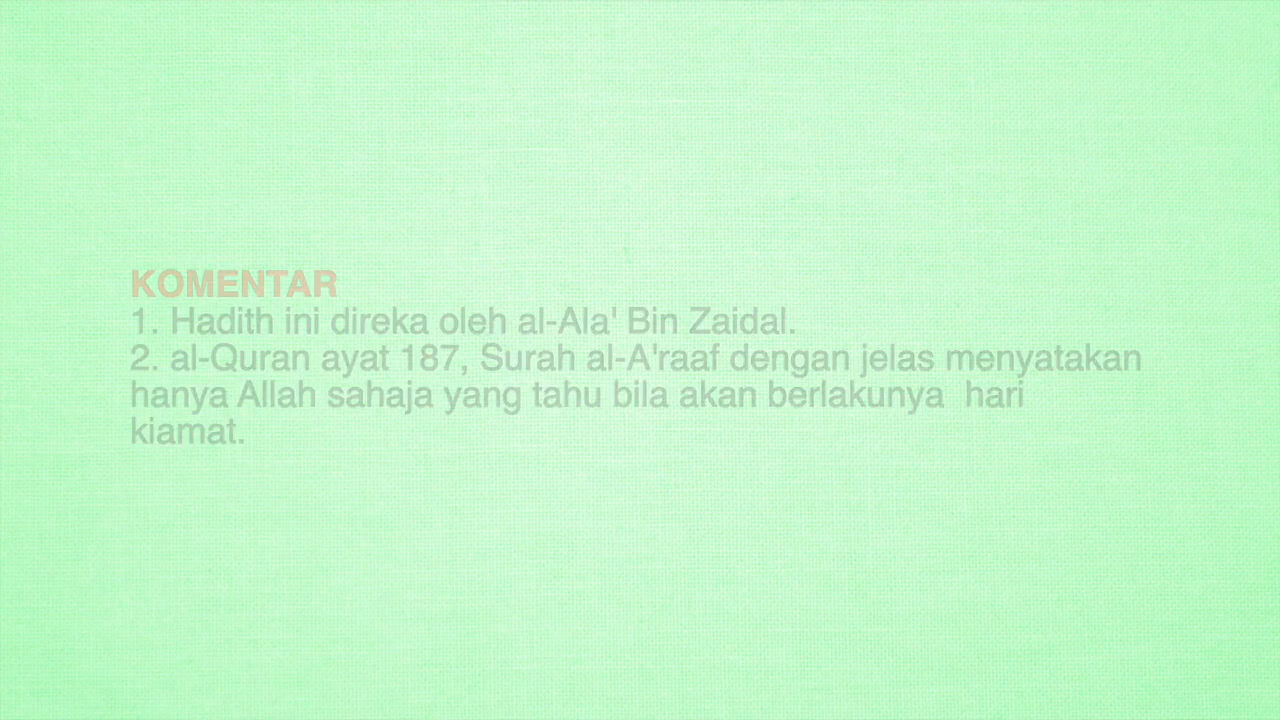 KOMENTAR
1. Hadith ini direka oleh al-Ala' Bin Zaidal.
2. al-Quran ayat 187, Surah al-A'raaf dengan jelas menyatakan
hanya Allah sahaja yang tahu bila akan berlakunya  hari
kiamat.